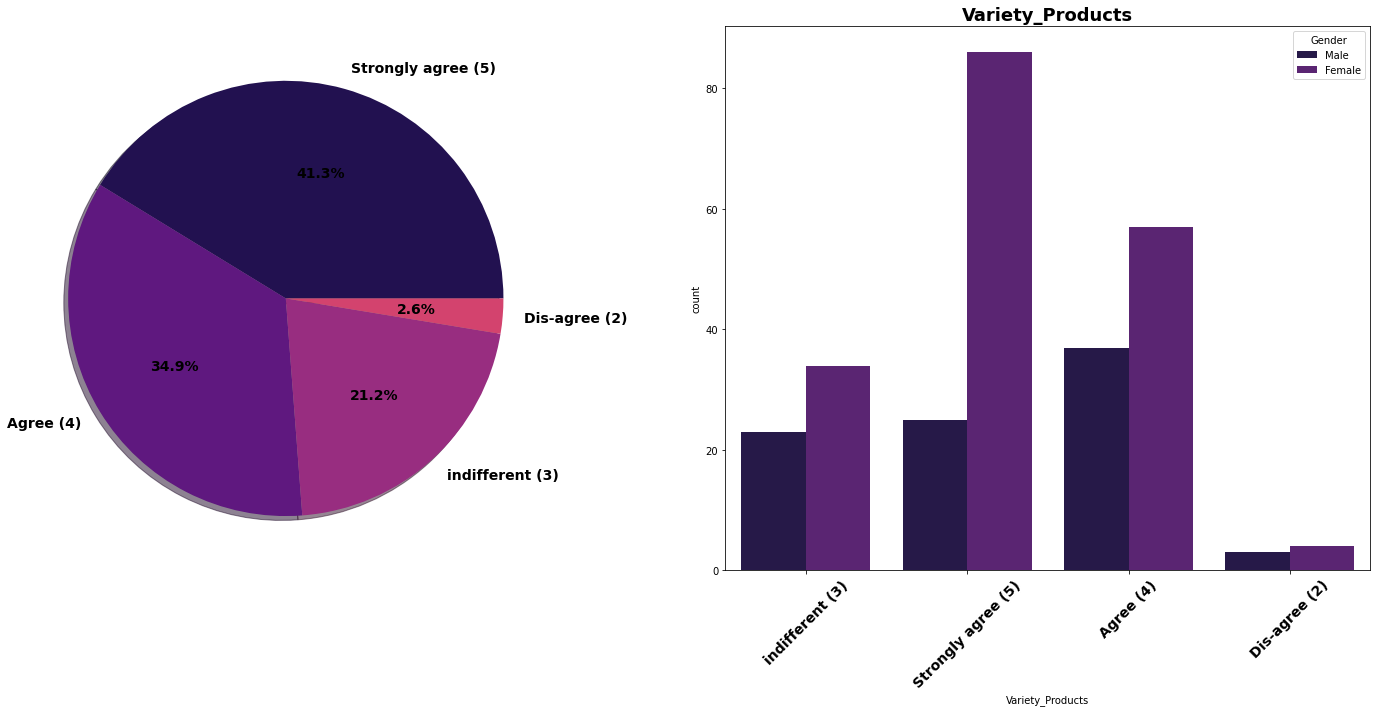 Strongly agree (5)
41.3%
2.6%
Dis-agree (2)
34.9%
21.2%
Agree (4)
indifferent (3)
Variety_Products
Gender
Male
Female
count
80
60
40
20
0
indifferent (3)
Strongly agree (5)
Agree (4)
Dis-agree (2)
Variety_Products